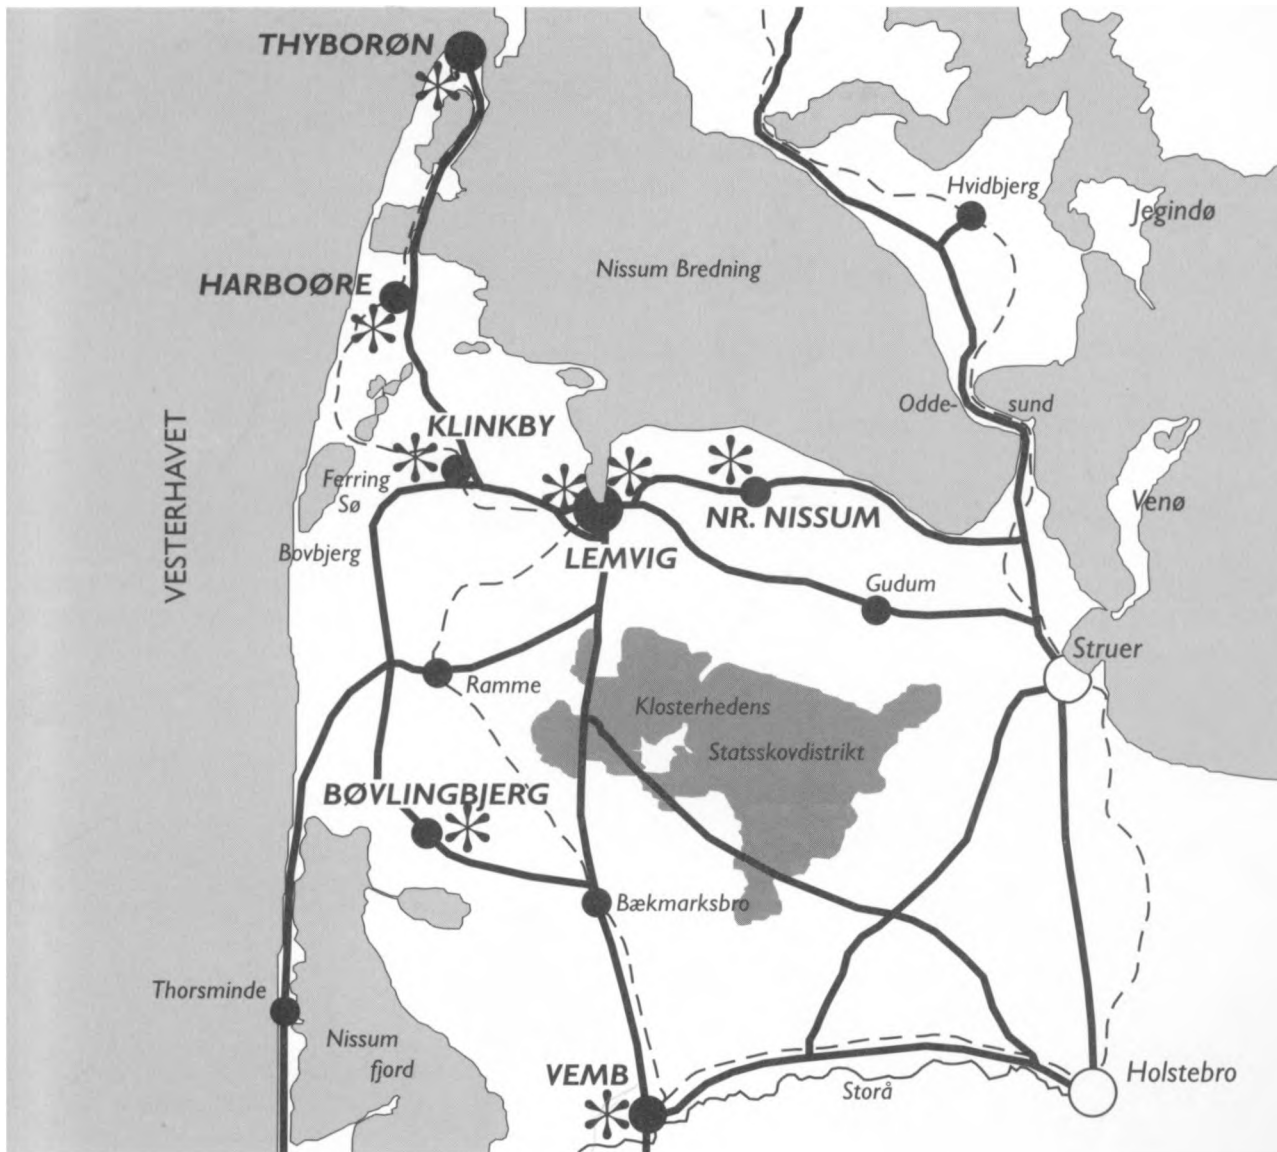 THYBORØN
Hvidbjerg
Jegindø
Nissum Bredning
HARBOØRE
Odde-
sund
KLINKBY
VESTERHAVET
Ferring
Sø
NR. NISSUM
Venø
Bovbjerg
LEMVIG
Gudum
Struer
Ramme
Klosterhedens
Statsskovdistrikt
BØVLINGBJERG
Bækmarksbro
Thorsminde
Nissum
fjord
VEMB
Storå
Holstebro